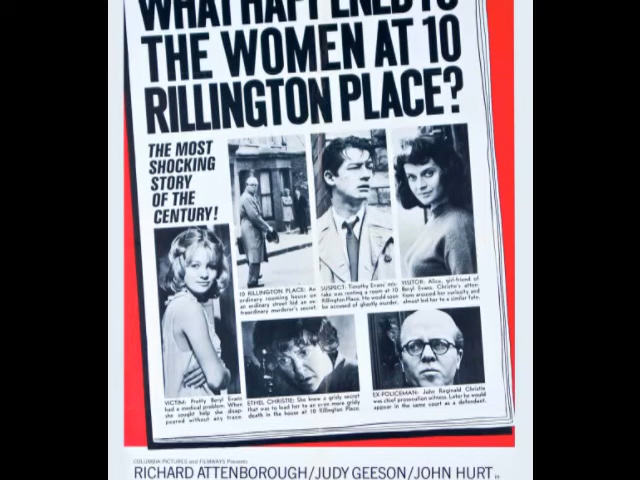 WHAT HAPPENED TO
THE WOMEN AT 10
RILLINGTON PLACE?
THE MOST
SHOCKING
STORY
OF THE
CENTURY!
10 RILLINGTON PLACE: An
ordinary rooming house on
an ordinary street hid an ex-
traordinary murderer's secret.
SUSPECT: Timothy Evans' mis-
take was renting a room at 10
Rillington Place. He would soon
be accused of ghastly murder.
VISITOR: Alice, girl-friend of
Beryl Evans. Christie's atten-
tion aroused her curiosity and
almost led her to a similar fate.
VICTIM: Pretty Beryl Evans
had a medical problem. When
she sought help she disap-
peared without any trace.
ETHEL CHRISTIE: She knew a grisly secret
that was to lead her to an even more grisly
death in the house at 10 Rillington Place.
EX-POLICEMAN: John Reginald Christie
was chief prosecution witness. Later he would
appear in the same court as a defendant.
COLUMBIA PICTURES and FILMWAYS Presents
RICHARD ATTENBOROUGH/JUDY GEESON/JOHN HURT in